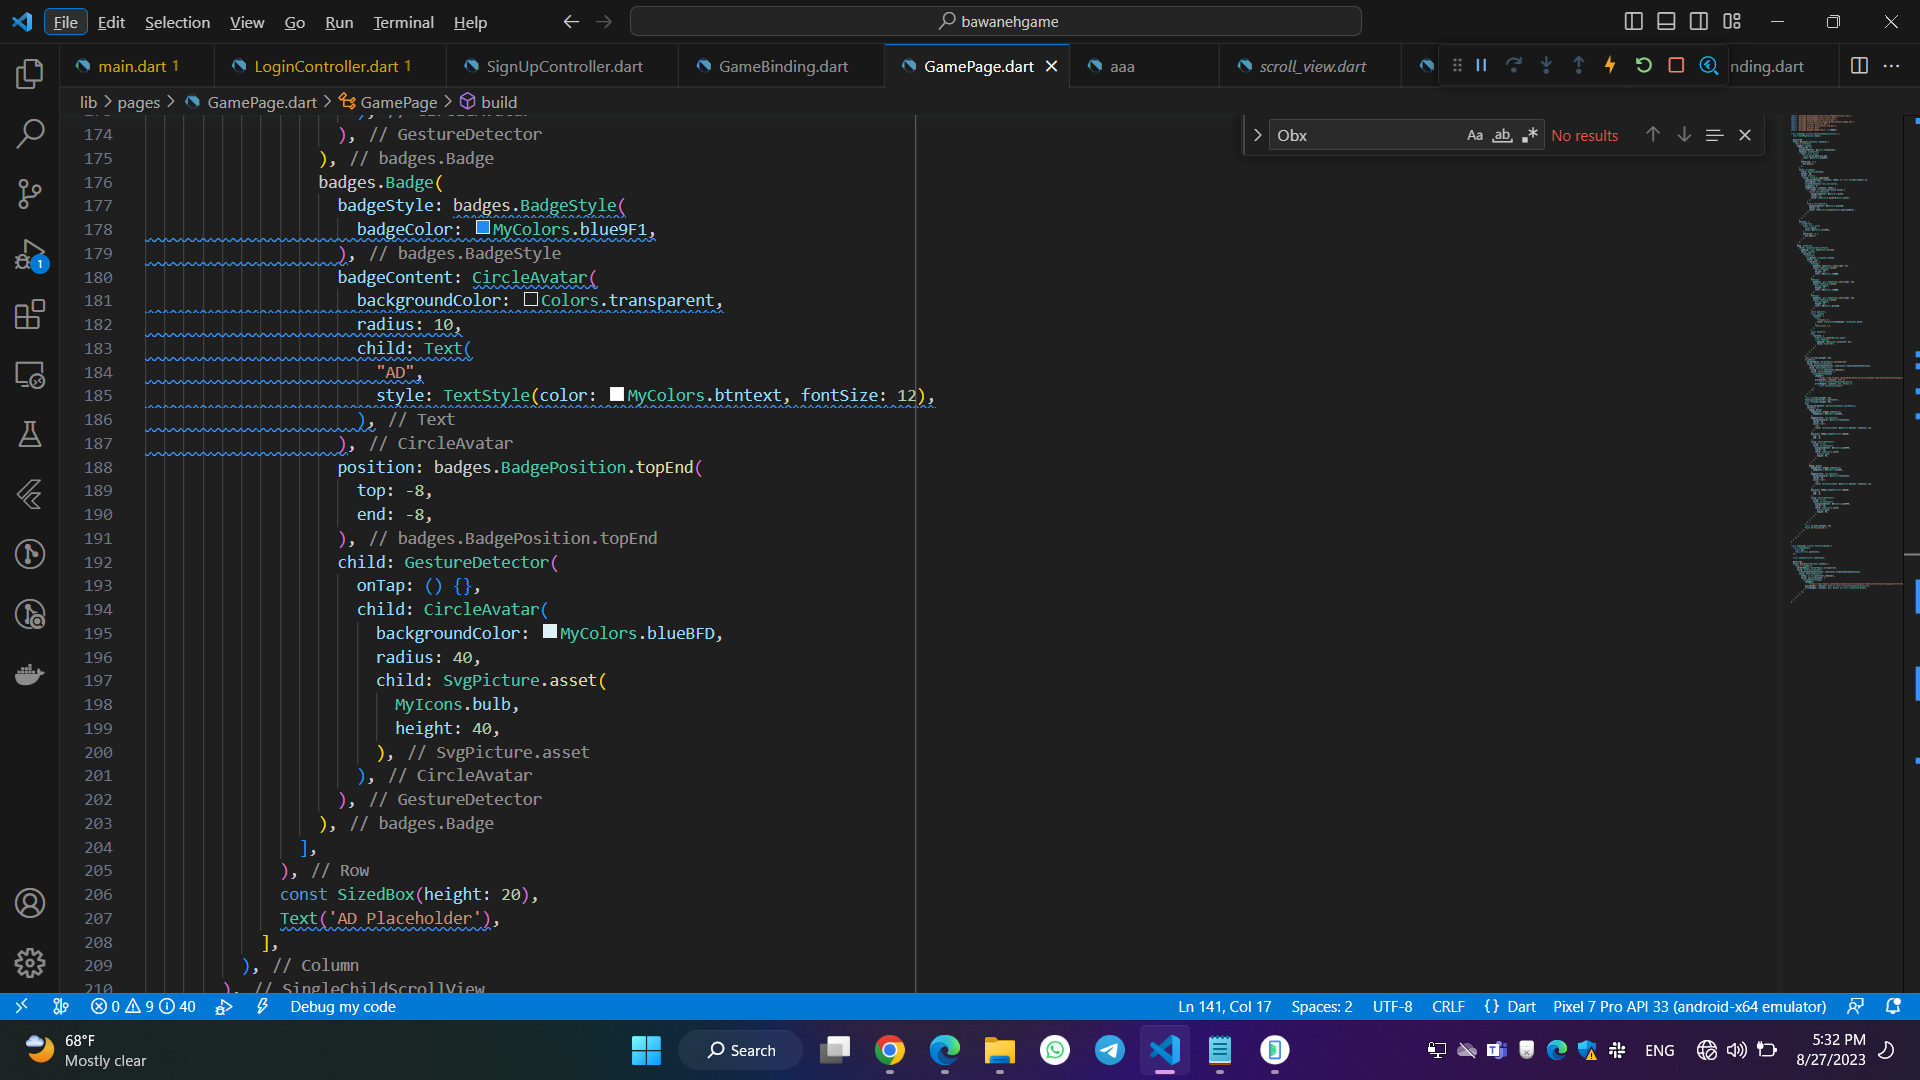 File Edit Selection View Go Run Terminal Help bawanehgame
main.dart 1 LoginController.dart 1 SignUpController.dart GameBinding.dart GamePage.dart aaa scroll_view.dart nding.dart
lib > pages > GamePage.dart > GamePage > build
Obx Aa ab No results
174 ), // GestureDetector
175 ), // badges.Badge
176 badges.Badge(
177 badgeStyle: badges.BadgeStyle(
178 badgeColor: MyColors.blue9F1,
179 ), // badges.BadgeStyle
180 badgeContent: CircleAvatar(
181 backgroundColor: Colors.transparent,
182 radius: 10,
183 child: Text(
184 "AD",
185 style: TextStyle(color: MyColors.btntext, fontSize: 12),
186 ), // Text
187 ), // CircleAvatar
188 position: badges.BadgePosition.topEnd(
189 top: -8,
190 end: -8,
191 ), // badges.BadgePosition.topEnd
192 child: GestureDetector(
193 onTap: () {},
194 child: CircleAvatar(
195 backgroundColor: MyColors.blueBFD,
196 radius: 40,
197 child: SvgPicture.asset(
198 MyIcons.bulb,
199 height: 40,
200 ), // SvgPicture.asset
201 ), // CircleAvatar
202 ), // GestureDetector
203 ), // badges.Badge
204 ],
205 ), // Row
206 const SizedBox(height: 20),
207 Text('AD Placeholder'),
208 ],
209 ), // Column
210 ), // SingleChildScrollView
1
0 9 40 Debug my code Ln 141, Col 17 Spaces: 2 UTF-8 CRLF {} Dart Pixel 7 Pro API 33 (android-x64 emulator)
68°F
Mostly clear
Search
ENG
5:32 PM
8/27/2023